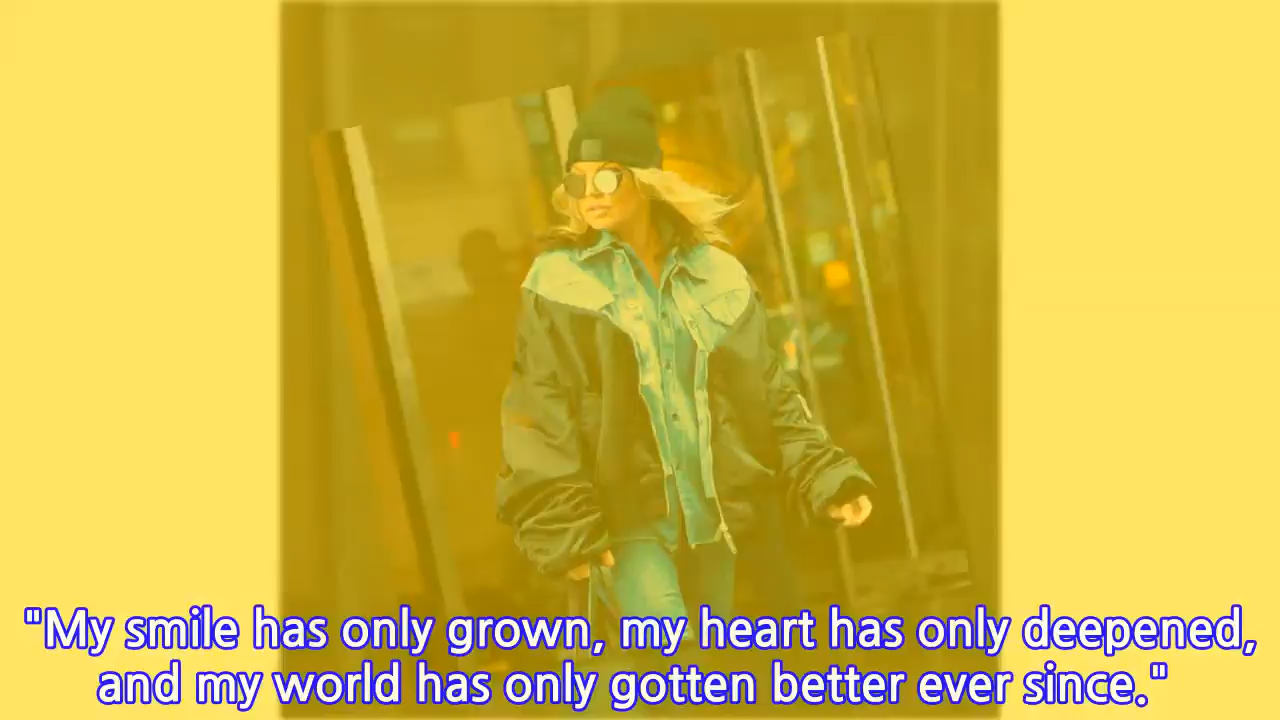 "My smile has only grown, my heart has only deepened,
and my world has only gotten better ever since."